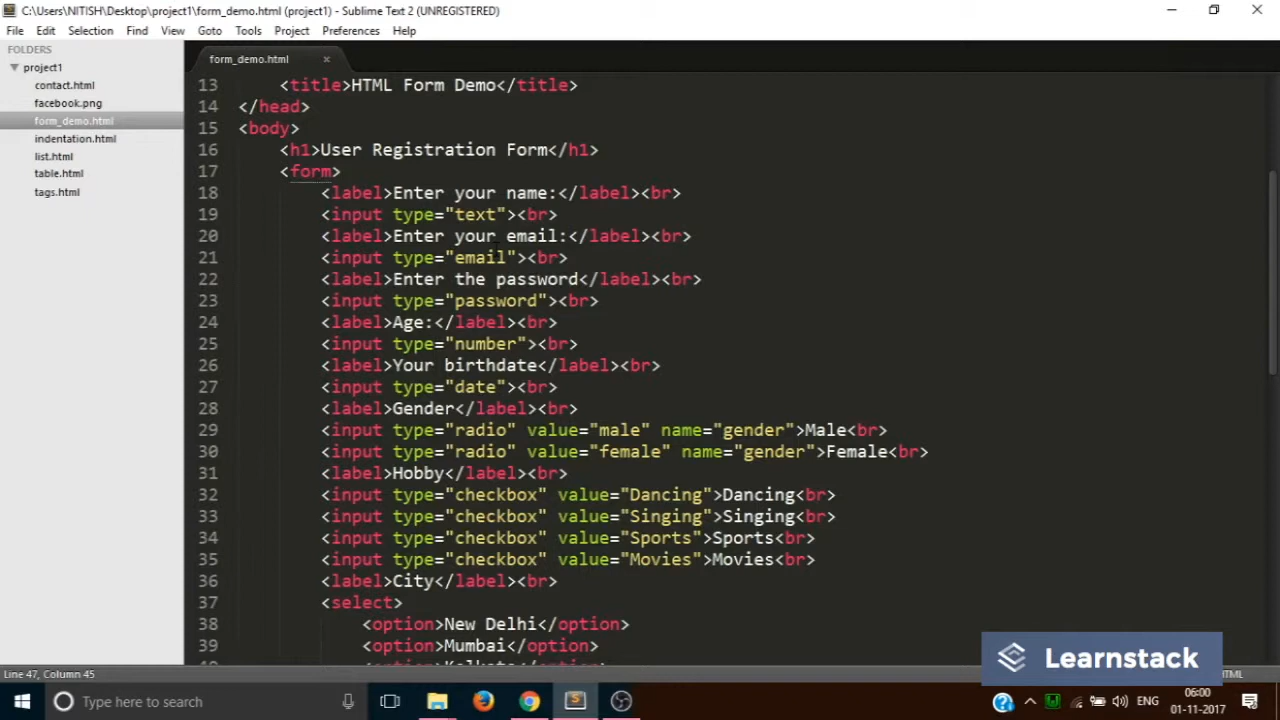 C:\Users\NITISH\Desktop\project1\form_demo.html (project1) - Sublime Text 2 (UNREGISTERED)
File Edit Selection Find View Goto Tools Project Preferences Help
FOLDERS
project1
contact.html
facebook.png
form_demo.html
indentation.html
list.html
table.html
tags.html
form_demo.html ×
13 <title>HTML Form Demo</title>
14 </head>
15 <body>
16 <h1>User Registration Form</h1>
17 <form>
18 <label>Enter your name:</label><br>
19 <input type="text"><br>
20 <label>Enter your email:</label><br>
21 <input type="email"><br>
22 <label>Enter the password</label><br>
23 <input type="password"><br>
24 <label>Age:</label><br>
25 <input type="number"><br>
26 <label>Your birthdate</label><br>
27 <input type="date"><br>
28 <label>Gender</label><br>
29 <input type="radio" value="male" name="gender">Male<br>
30 <input type="radio" value="female" name="gender">Female<br>
31 <label>Hobby</label><br>
32 <input type="checkbox" value="Dancing">Dancing<br>
33 <input type="checkbox" value="Singing">Singing<br>
34 <input type="checkbox" value="Sports">Sports<br>
35 <input type="checkbox" value="Movies">Movies<br>
36 <label>City</label><br>
37 <select>
38 <option>New Delhi</option>
39 <option>Mumbai</option>
Learnstack
Line 47, Column 45
HTML
Type here to search
ENG
06:00
01-11-2017